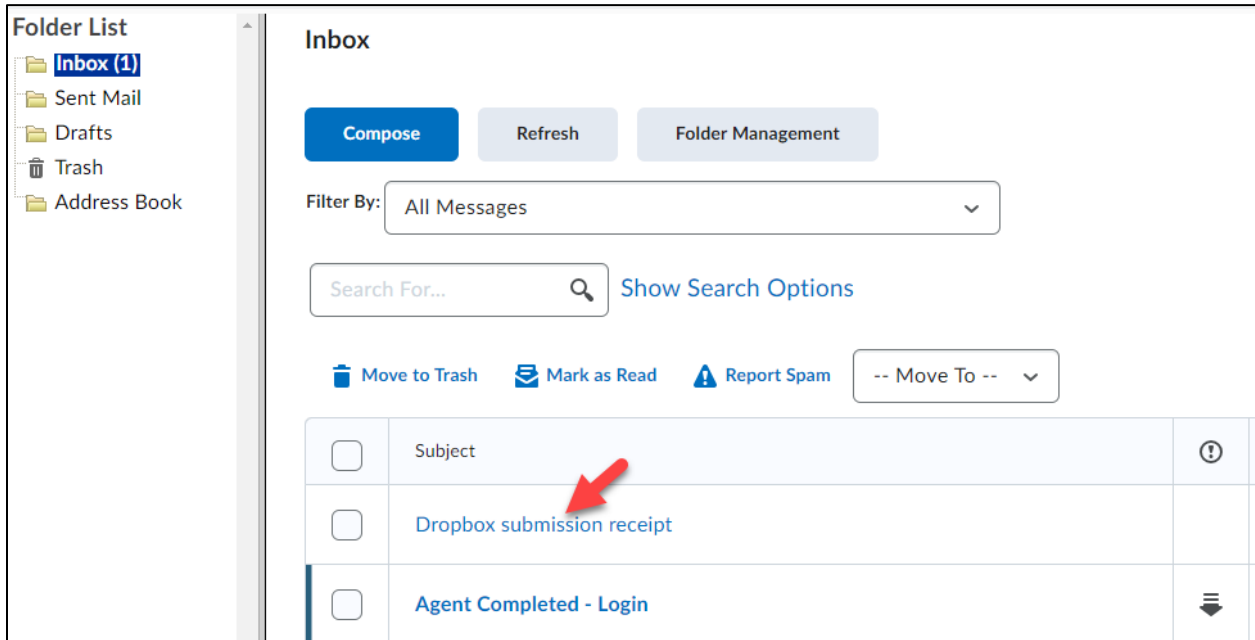 Folder List
Inbox (1)
Sent Mail
Drafts
Trash
Address Book
Inbox
Compose Refresh Folder Management
Filter By: All Messages
Search For... Show Search Options
Move to Trash Mark as Read Report Spam -- Move To --
Subject
Dropbox submission receipt
Agent Completed - Login